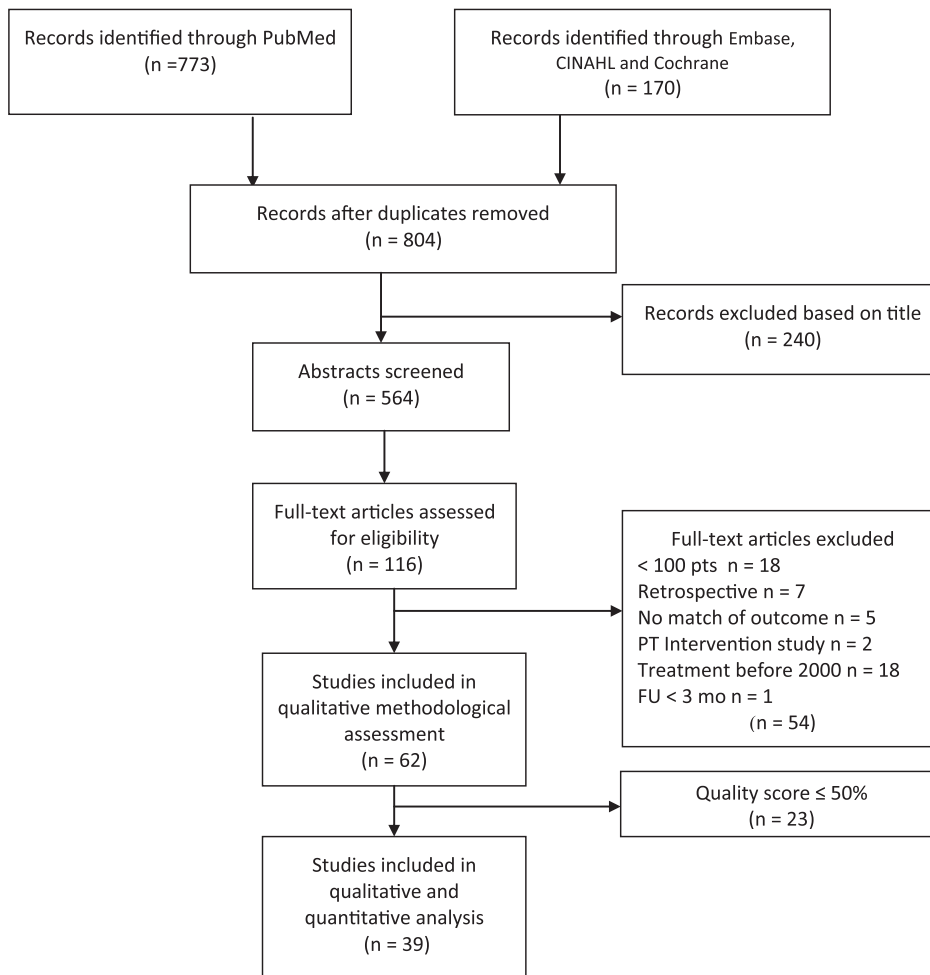 Records identified through PubMed
(n =773)
Records identified through Embase,
CINAHL and Cochrane
(n = 170)
Records after duplicates removed
(n = 804)
Records excluded based on title
(n = 240)
Abstracts screened
(n = 564)
Full-text articles assessed
for eligibility
(n = 116)
Full-text articles excluded
< 100 pts n = 18
Retrospective n = 7
No match of outcome n = 5
PT Intervention study n = 2
Treatment before 2000 n = 18
FU < 3 mo n = 1
(n = 54)
Studies included in
qualitative methodological
assessment
(n = 62)
Quality score ≤ 50%
(n = 23)
Studies included in
qualitative and
quantitative analysis
(n = 39)